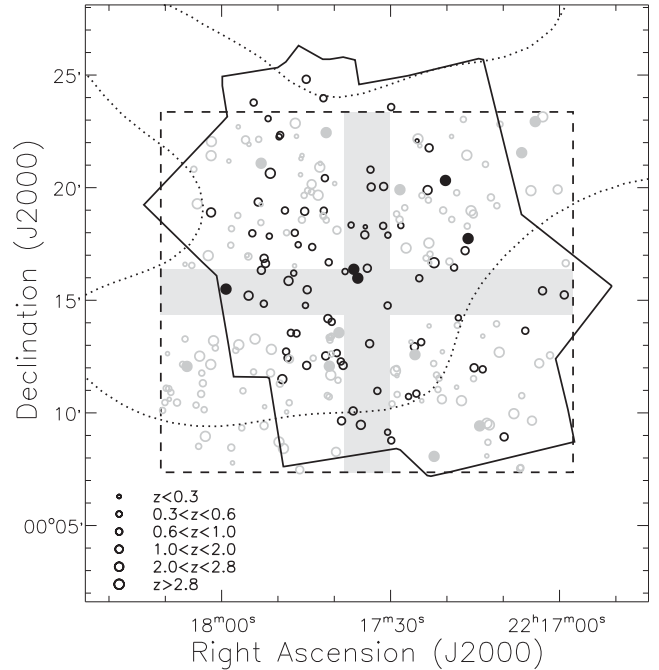 25'
20'
15'
10'
00°05'
Declination (J2000)
z<0.3
0.3<z<0.6
0.6<z<1.0
1.0<z<2.0
2.0<z<2.8
z>2.8
18ᵐ00ˢ
17ᵐ30ˢ
22ʰ17ᵐ00ˢ
Right Ascension (J2000)